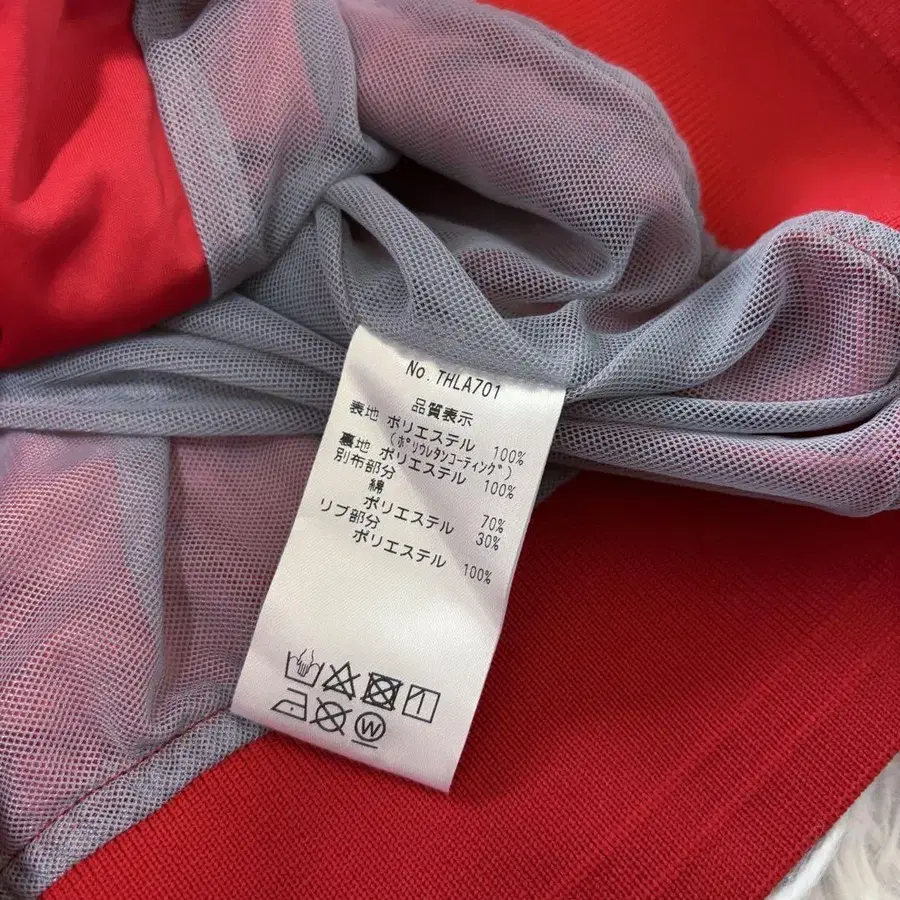 No. THLA701
品質表示
表地 ポリエステル 100%
(ポリウレタンコーティング)
裏地 ポリエステル 100%
別布部分
綿 70%
ポリエステル 30%
リブ部分
ポリエステル 100%
W